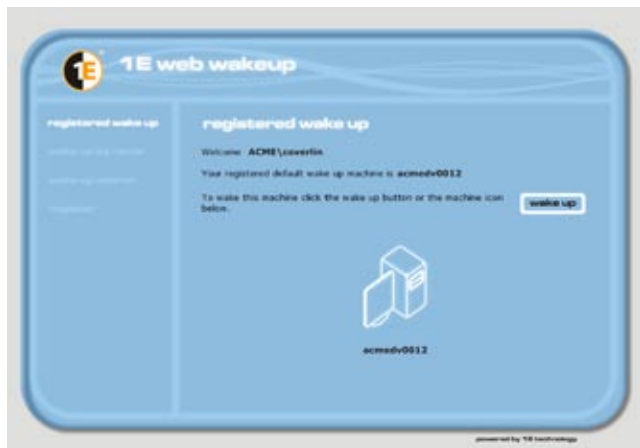 1E
1E web wakeup
registered wake up
registered wake up
Welcome ACME\coverlin
Your registered default wake up machine is acmedv0012
To wake this machine click the wake up button or the machine icon
below.
wake up
acmedv0012
powered by 1E technology